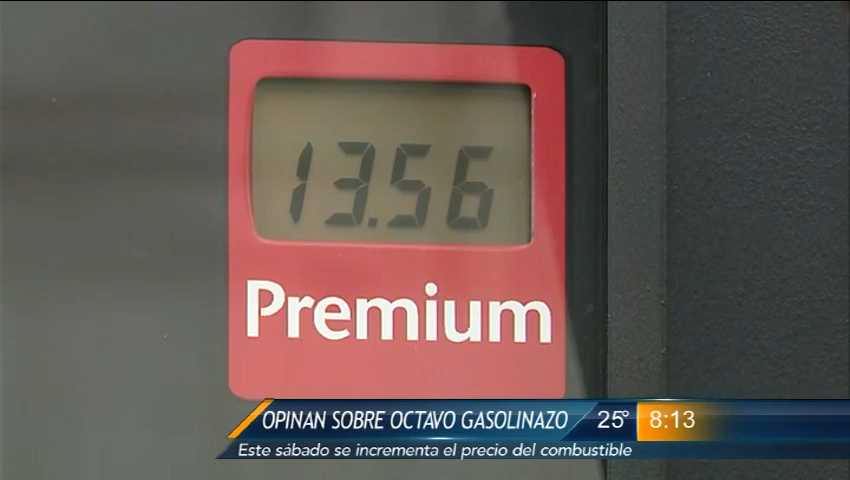 13.56
Premium
OPINAN SOBRE OCTAVO GASOLINAZO 25° 8:13
Este sábado se incrementa el precio del combustible